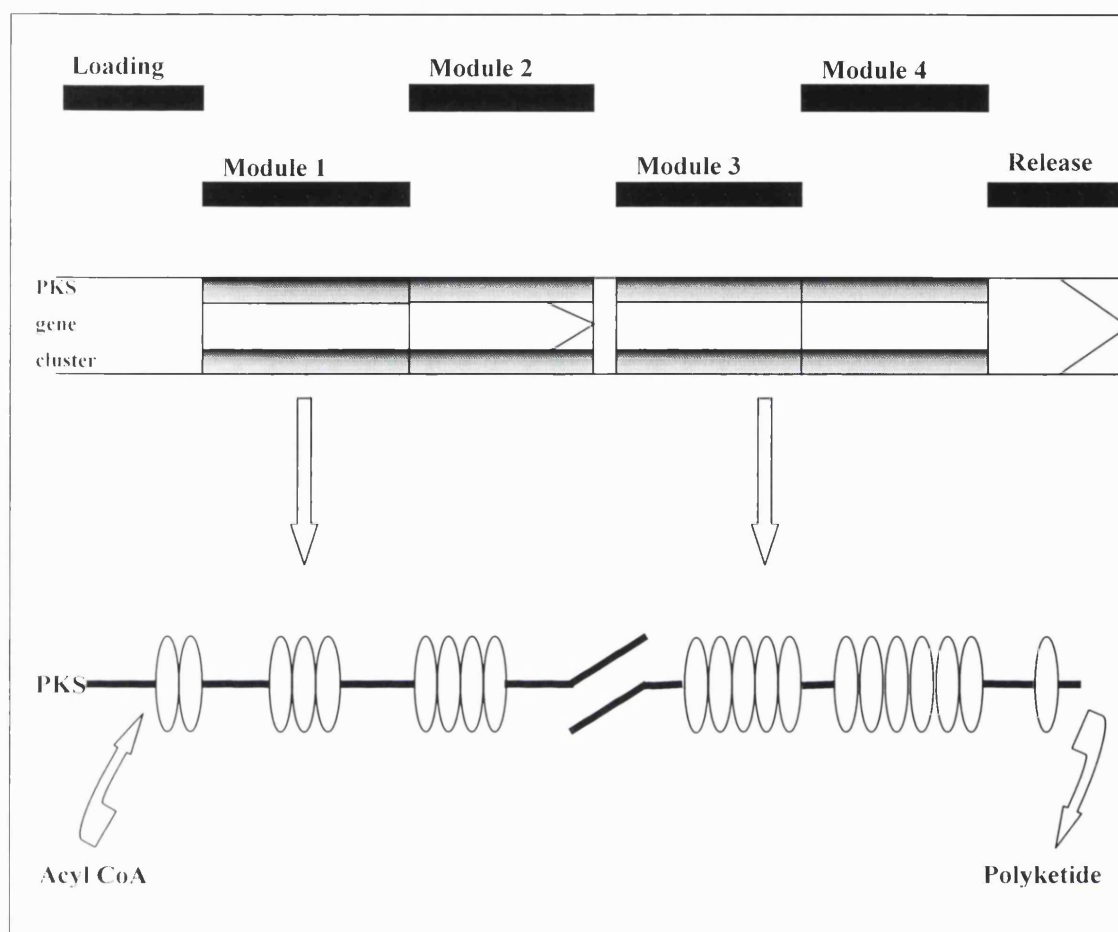 Loading
Module 2
Module 4
Module 1
Module 3
Release
PKS
gene
cluster
PKS
Acyl CoA
Polyketide